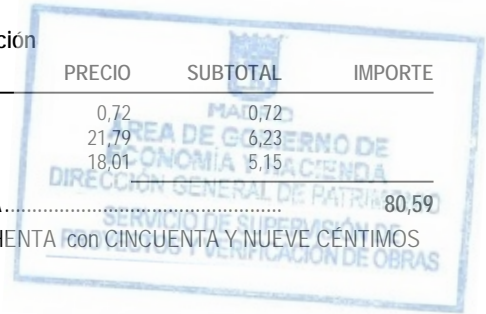 ción
PRECIO SUBTOTAL IMPORTE
0,72 0,72
21,79 6,23
18,01 5,15
MADRID
ÁREA DE GOBIERNO DE
ECONOMÍA Y HACIENDA
DIRECCIÓN GENERAL DE PATRIMONIO
SERVICIO DE SUPERVISIÓN DE
PROYECTOS Y VERIFICACIÓN DE OBRAS
A.................................................................. 80,59
HENTA con CINCUENTA Y NUEVE CÉNTIMOS